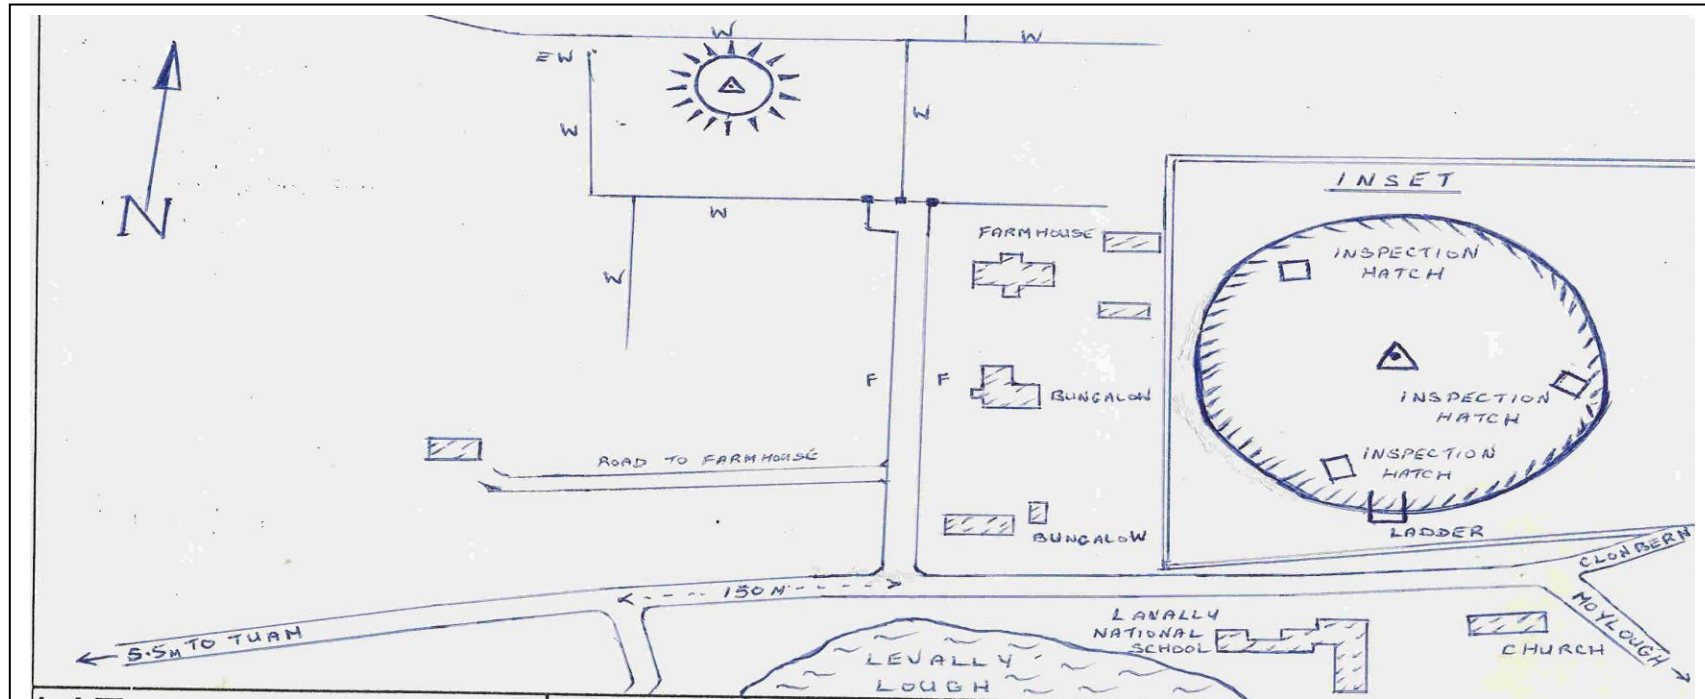 W
W
EW
W
W
N
W
W
F
F
FARMHOUSE
BUNGALOW
ROAD TO FARMHOUSE
BUNGALOW
150M
5.5M TO TUAM
LEVALLY
LOUGH
LAVALLY
NATIONAL
SCHOOL
CHURCH
CLONBERN
MOYLOUGH
INSET
INSPECTION
HATCH
INSPECTION
HATCH
INSPECTION
HATCH
LADDER